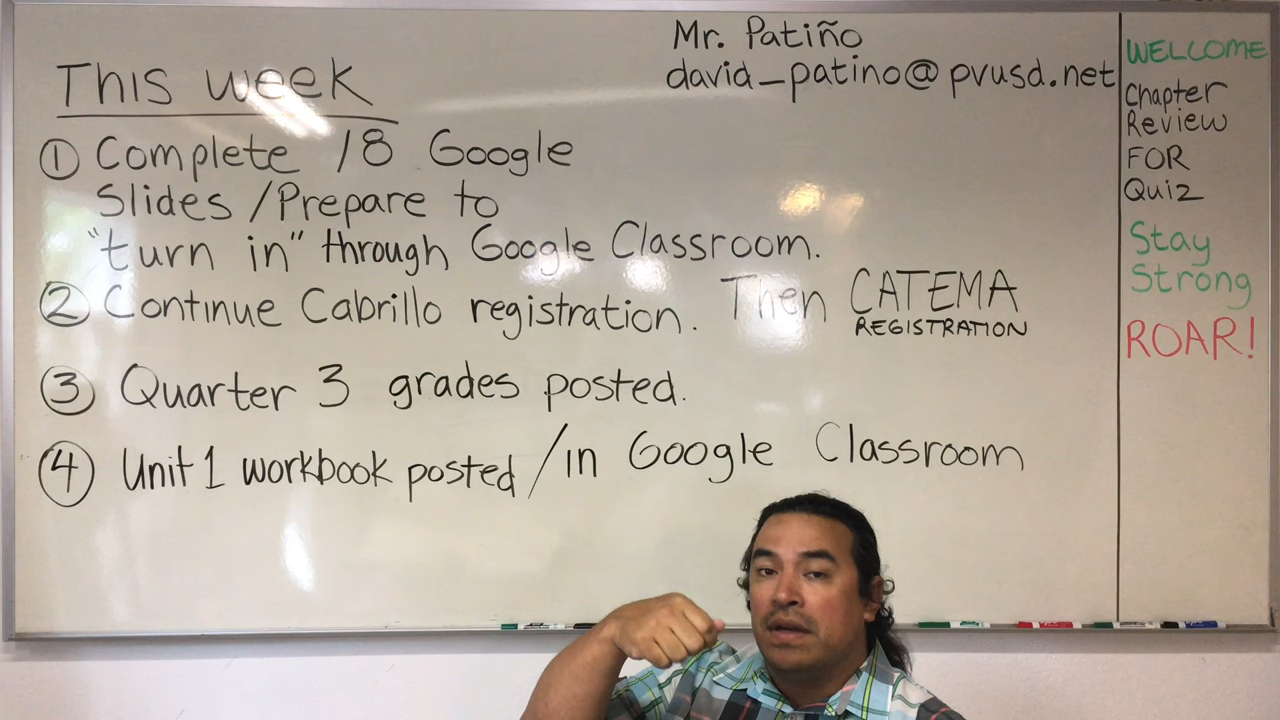 Mr. Patiño
david_patino@pvusd.net
This week
① Complete /8 Google
Slides/Prepare to
"turn in" through Google Classroom.
② Continue Cabrillo registration. Then CATEMA
REGISTRATION
③ Quarter 3 grades posted.
④ Unit 1 workbook posted/in Google Classroom
WELCOME
Chapter
Review
FOR
Quiz
Stay
Strong
ROAR!